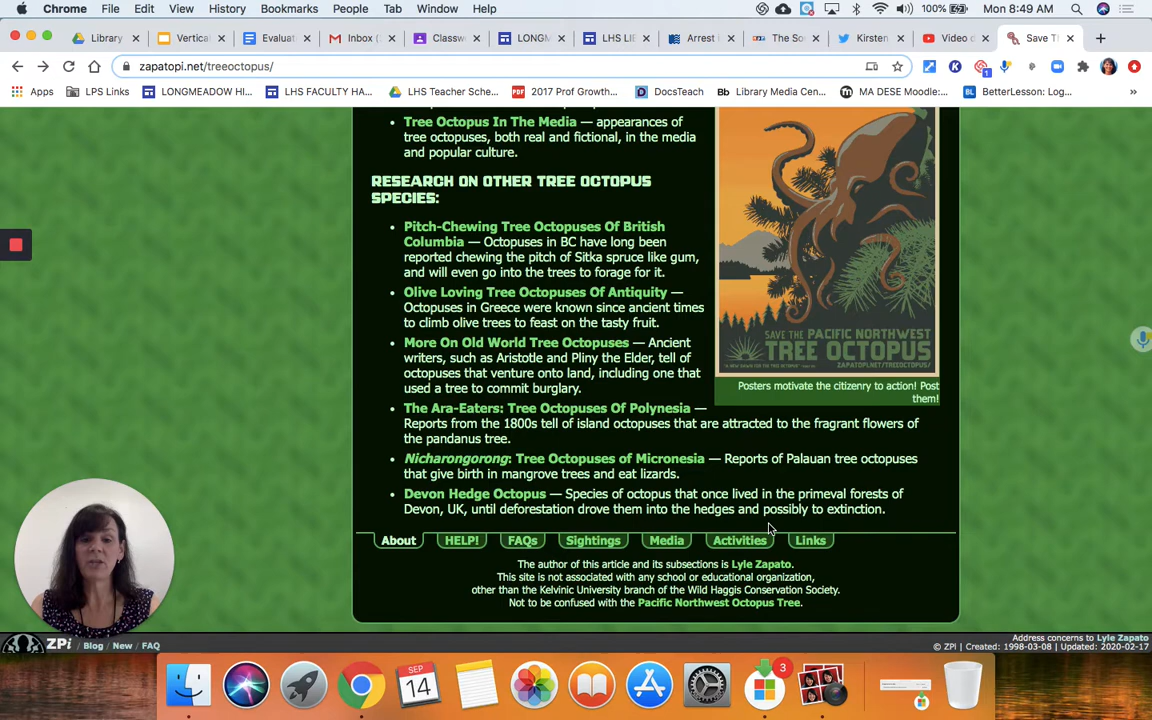 Chrome File Edit View History Bookmarks People Tab Window Help 100% Mon 8:49 AM
Library Vertica Evaluat Inbox ( Classw LONGM LHS LIE Arrest i The So Kirsten Video c Save Th
zapatopi.net/treeoctopus/
Apps LPS Links LONGMEADOW HI... LHS FACULTY HA... LHS Teacher Sche... 2017 Prof Growth... DocsTeach Library Media Cen... MA DESE Moodle:... BetterLesson: Log... »
Tree Octopus In The Media — appearances of
tree octopuses, both real and fictional, in the media
and popular culture.
RESEARCH ON OTHER TREE OCTOPUS
SPECIES:
Pitch-Chewing Tree Octopuses Of British
Columbia — Octopuses in BC have long been
reported chewing the pitch of Sitka spruce like gum,
and will even go into the trees to forage for it.
Olive Loving Tree Octopuses Of Antiquity —
Octopuses in Greece were known since ancient times
to climb olive trees to feast on the tasty fruit.
More On Old World Tree Octopuses — Ancient
writers, such as Aristotle and Pliny the Elder, tell of
octopuses that venture onto land, including one that
used a tree to commit burglary.
The Ara-Eaters: Tree Octopuses Of Polynesia —
Reports from the 1800s tell of island octopuses that are attracted to the fragrant flowers of
the pandanus tree.
Nicharongorong: Tree Octopuses of Micronesia — Reports of Palauan tree octopuses
that give birth in mangrove trees and eat lizards.
Devon Hedge Octopus — Species of octopus that once lived in the primeval forests of
Devon, UK, until deforestation drove them into the hedges and possibly to extinction.
SAVE THE PACIFIC NORTHWEST
TREE OCTOPUS
ZAPATOPI.NET/TREEOCTOPUS/
Posters motivate the citizenry to action! Post
them!
About HELP! FAQs Sightings Media Activities Links
The author of this article and its subsections is Lyle Zapato.
This site is not associated with any school or educational organization,
other than the Kelvinic University branch of the Wild Haggis Conservation Society.
Not to be confused with the Pacific Northwest Octopus Tree.
ZPi Blog / New / FAQ
Address concerns to Lyle Zapato
© ZPi | Created: 1998-03-08 | Updated: 2020-02-17
SEP
14
3